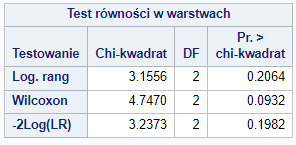 Test równości w warstwach
Testowanie Chi-kwadrat DF Pr. > chi-kwadrat
Log. rang 3.1556 2 0.2064
Wilcoxon 4.7470 2 0.0932
-2Log(LR) 3.2373 2 0.1982